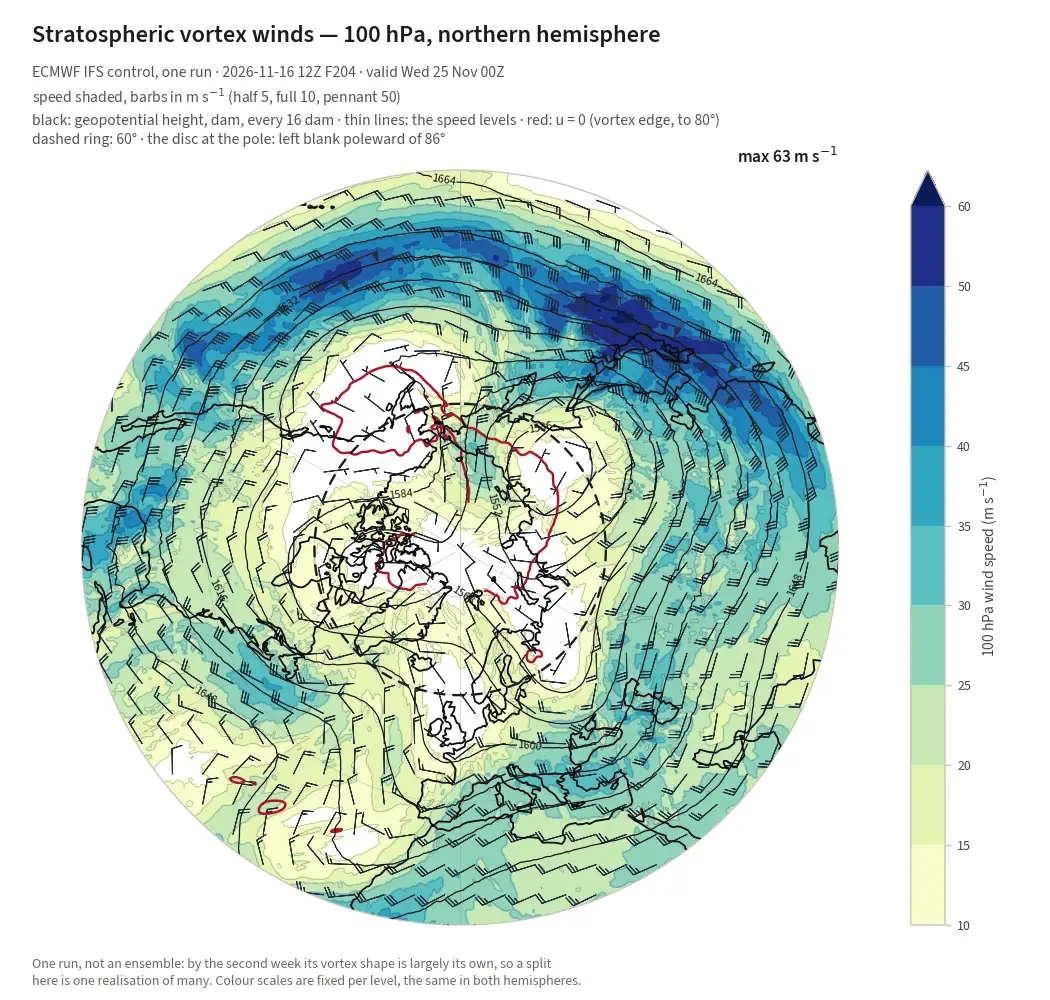 Stratospheric vortex winds — 100 hPa, northern hemisphere
ECMWF IFS control, one run · 2026-11-16 12Z F204 · valid Wed 25 Nov 00Z
speed shaded, barbs in m s⁻¹ (half 5, full 10, pennant 50)
black: geopotential height, dam, every 16 dam · thin lines: the speed levels · red: u = 0 (vortex edge, to 80°)
dashed ring: 60° · the disc at the pole: left blank poleward of 86°
max 63 m s⁻¹
1664
1664
1632
1584
1552
1616
1648
1648
1600
60
50
45
40
35
30
25
20
15
10
100 hPa wind speed (m s⁻¹)
One run, not an ensemble: by the second week its vortex shape is largely its own, so a split
here is one realisation of many. Colour scales are fixed per level, the same in both hemispheres.